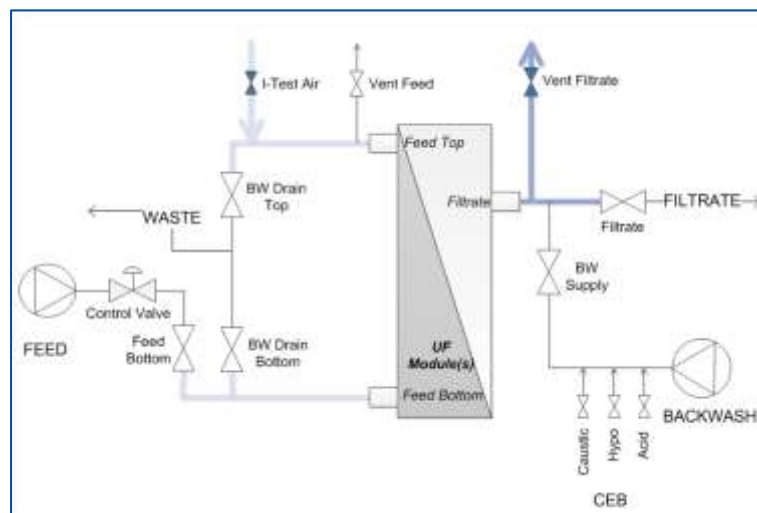 I-Test Air
Vent Feed
Vent Filtrate
Feed Top
BW Drain
Top
WASTE
Filtrate
FILTRATE
Filtrate
BW
Supply
Control Valve
FEED
Feed
Bottom
BW Drain
Bottom
UF
Module(s)
Feed Bottom
BACKWASH
Caustic
Hypo
Acid
CEB